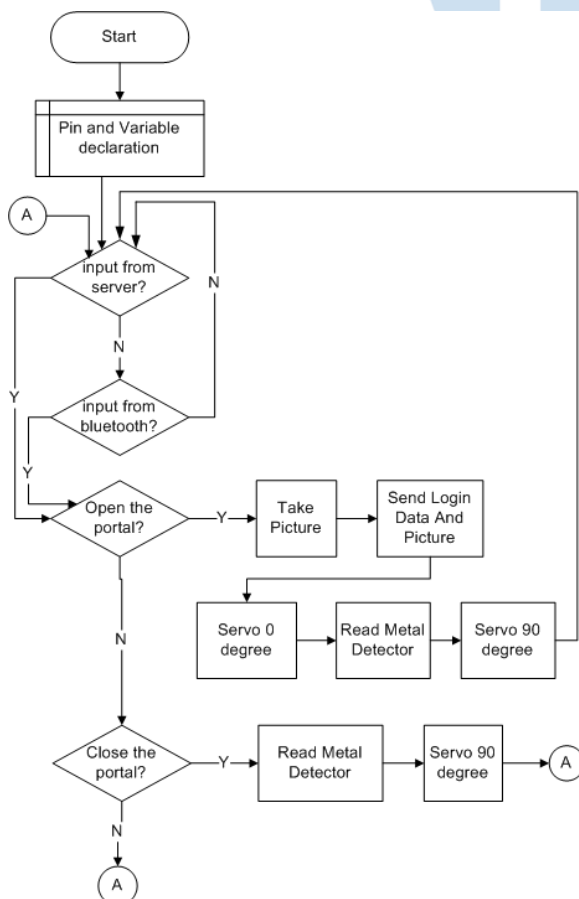 Start
Pin and Variable
declaration
A
input from
server?
N
N
Y
input from
bluetooth?
Y
Open the
portal?
Y
Take
Picture
Send Login
Data And
Picture
N
Servo 0
degree
Read Metal
Detector
Servo 90
degree
Close the
portal?
Y
Read Metal
Detector
Servo 90
degree
A
N
A